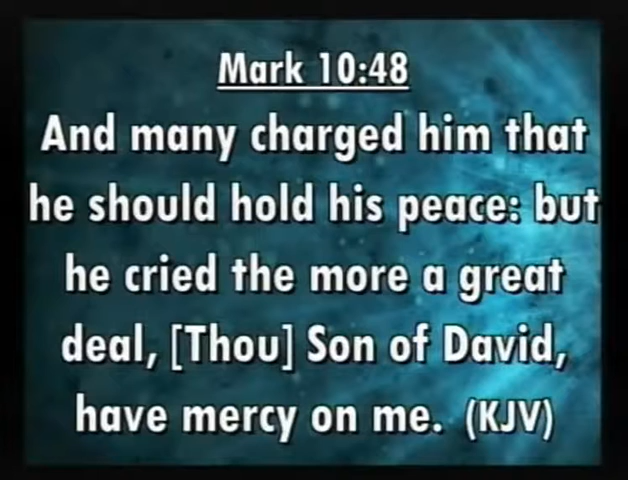 Mark 10:48
And many charged him that
he should hold his peace: but
he cried the more a great
deal, [Thou] Son of David,
have mercy on me. (KJV)